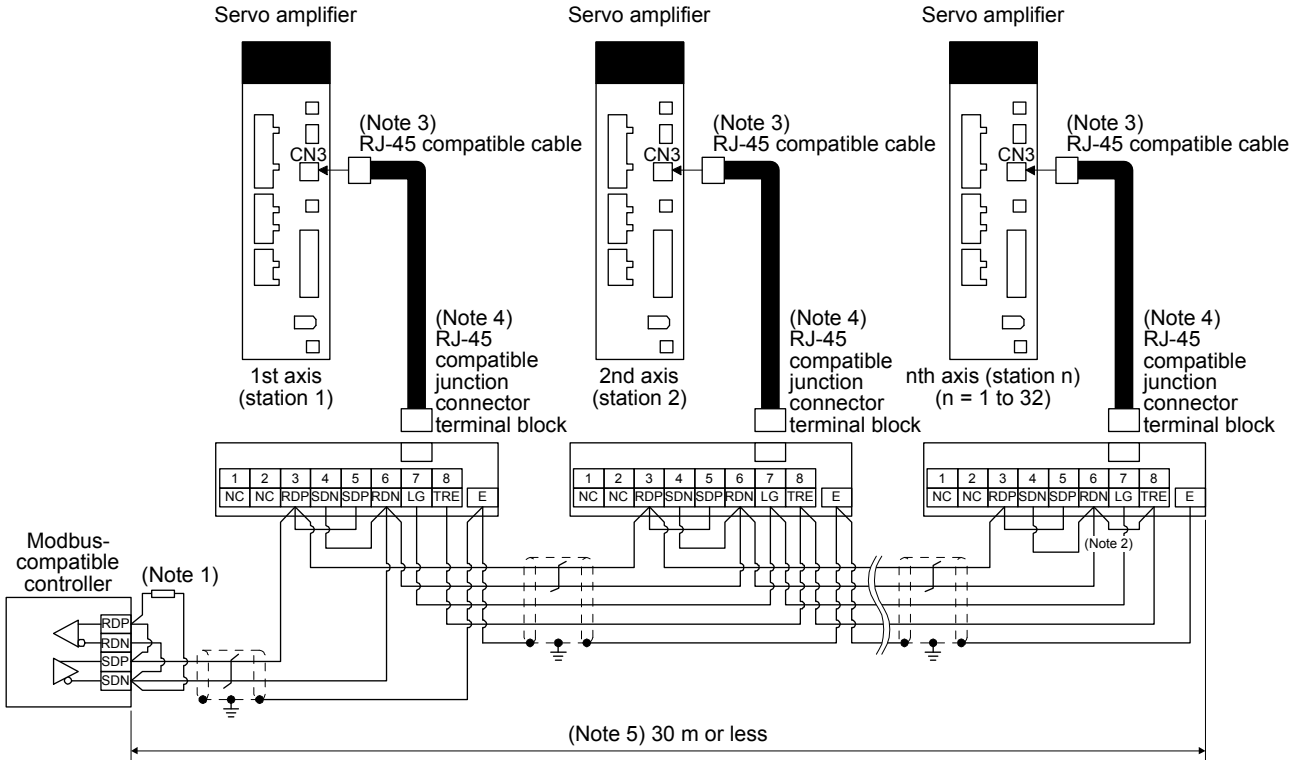 Servo amplifier
Servo amplifier
Servo amplifier
(Note 3)
RJ-45 compatible cable
CN3
(Note 3)
RJ-45 compatible cable
CN3
(Note 3)
RJ-45 compatible cable
CN3
(Note 4)
RJ-45
compatible
junction
connector
terminal block
(Note 4)
RJ-45
compatible
junction
connector
terminal block
(Note 4)
RJ-45
compatible
junction
connector
terminal block
1st axis
(station 1)
2nd axis
(station 2)
nth axis (station n)
(n = 1 to 32)
1 2 3 4 5 6 7 8
NC NC RDP SDN SDP RDN LG TRE E
1 2 3 4 5 6 7 8
NC NC RDP SDN SDP RDN LG TRE E
1 2 3 4 5 6 7 8
NC NC RDP SDN SDP RDN LG TRE E
(Note 2)
Modbus-
compatible
controller
(Note 1)
RDP
RDN
SDP
SDN
(Note 5) 30 m or less